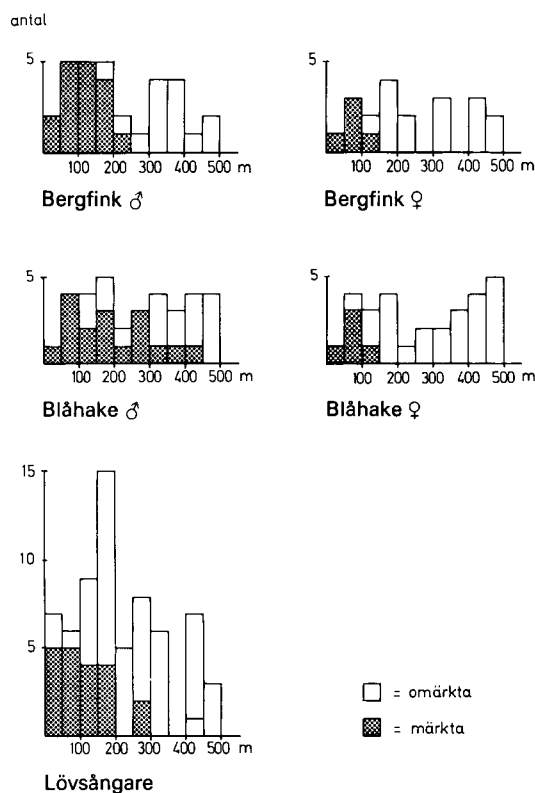 antal
5 5
100 200 300 400 500 m 100 200 300 400 500 m
Bergfink ♂ Bergfink ♀
5 5
100 200 300 400 500 m 100 200 300 400 500 m
Blåhake ♂ Blåhake ♀
15
10
5
100 200 300 400 500 m
= omärkta
= märkta
Lövsångare